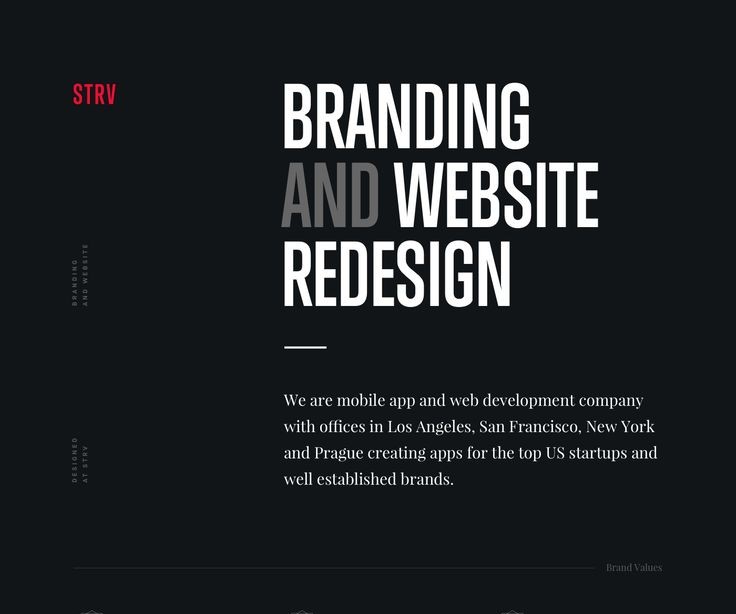 STRV
BRANDING
AND WEBSITE
REDESIGN
BRANDING
AND WEBSITE
We are mobile app and web development company
with offices in Los Angeles, San Francisco, New York
and Prague creating apps for the top US startups and
well established brands.
DESIGNED
AT STRV
Brand Values